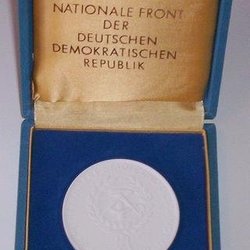 NATIONALE FRONT
DER
DEUTSCHEN
DEMOKRATISCHEN
REPUBLIK